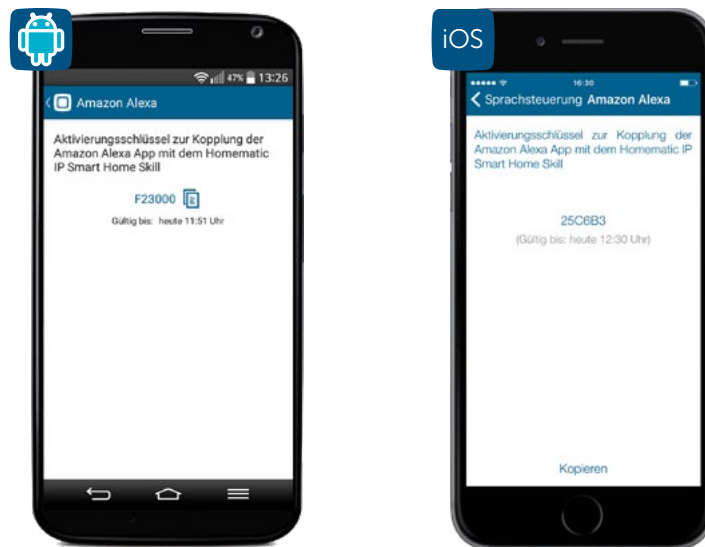 47% 13:26
Amazon Alexa
Aktivierungsschlüssel zur Kopplung der
Amazon Alexa App mit dem Homematic
IP Smart Home Skill
F23000
Gültig bis: heute 11:51 Uhr
iOS
16:30
Sprachsteuerung Amazon Alexa
Aktivierungsschlüssel zur Kopplung der
Amazon Alexa App mit dem Homematic IP
Smart Home Skill
25C6B3
(Gültig bis: heute 12:30 Uhr)
Kopieren